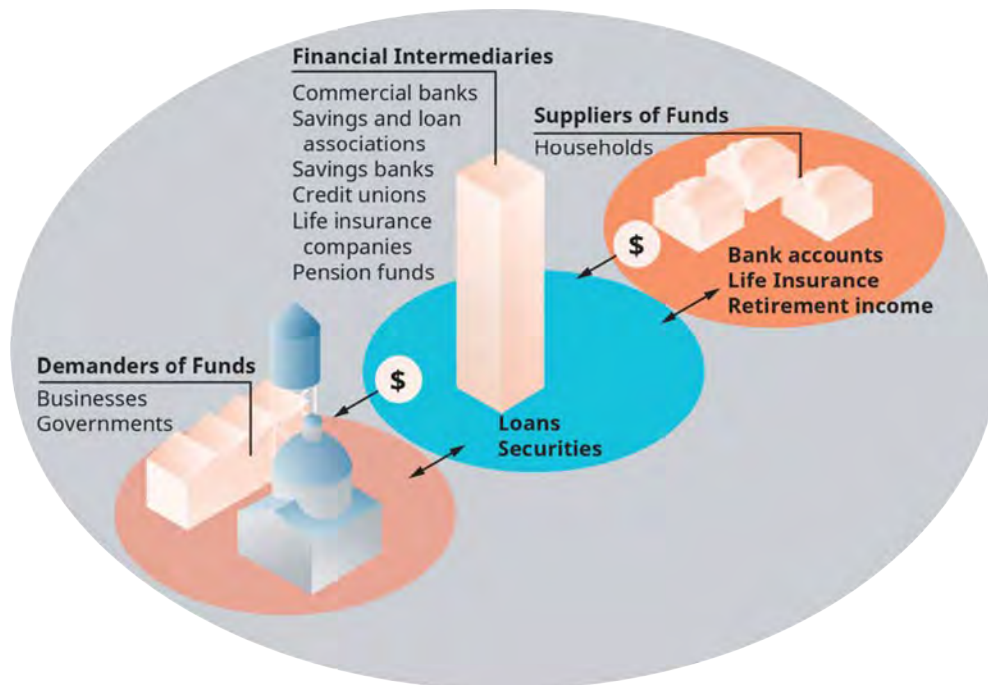 Financial Intermediaries
Commercial banks
Savings and loan
associations
Savings banks
Credit unions
Life insurance
companies
Pension funds
Suppliers of Funds
Households
$
Bank accounts
Life Insurance
Retirement income
Demanders of Funds
Businesses
Governments
$
Loans
Securities